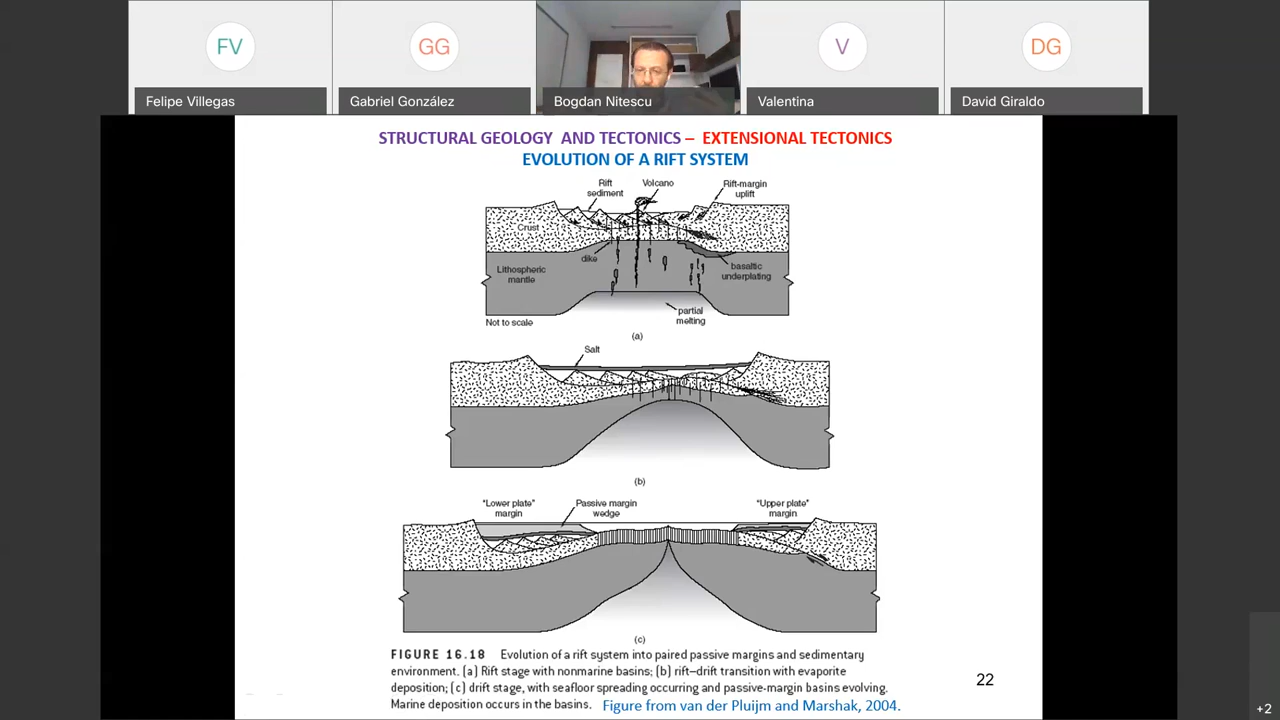 FV
GG
V
DG
Felipe Villegas
Gabriel González
Bogdan Nitescu
Valentina
David Giraldo
STRUCTURAL GEOLOGY AND TECTONICS – EXTENSIONAL TECTONICS
EVOLUTION OF A RIFT SYSTEM
Rift
sediment
Volcano
Rift-margin
uplift
Crust
dike
Lithospheric
mantle
basaltic
underplating
partial
melting
Not to scale
(a)
Salt
(b)
"Lower plate"
margin
Passive margin
wedge
"Upper plate"
margin
(c)
FIGURE 16.18 Evolution of a rift system into paired passive margins and sedimentary
environment. (a) Rift stage with nonmarine basins; (b) rift–drift transition with evaporite
deposition; (c) drift stage, with seafloor spreading occurring and passive-margin basins evolving.
Marine deposition occurs in the basins. Figure from van der Pluijm and Marshak, 2004.
22
+2